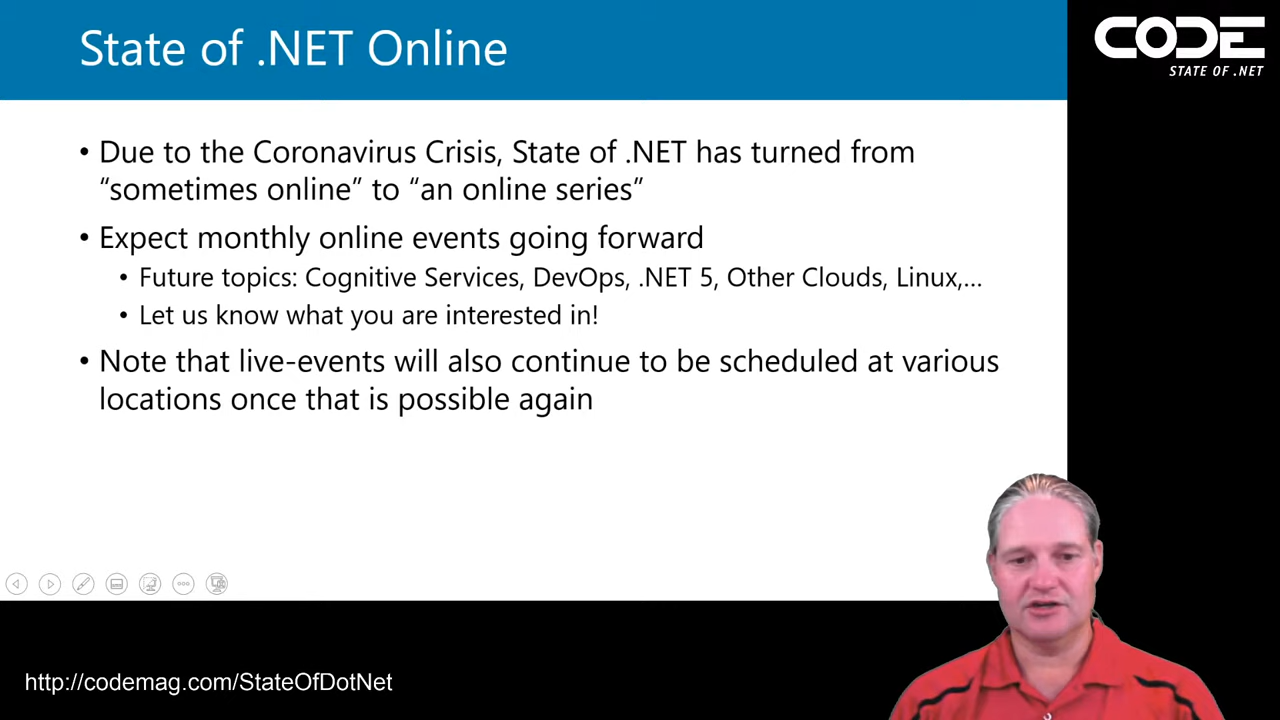 State of .NET Online
CODE
STATE OF .NET
• Due to the Coronavirus Crisis, State of .NET has turned from
“sometimes online” to “an online series”
• Expect monthly online events going forward
• Future topics: Cognitive Services, DevOps, .NET 5, Other Clouds, Linux,...
• Let us know what you are interested in!
• Note that live-events will also continue to be scheduled at various
locations once that is possible again
http://codemag.com/StateOfDotNet